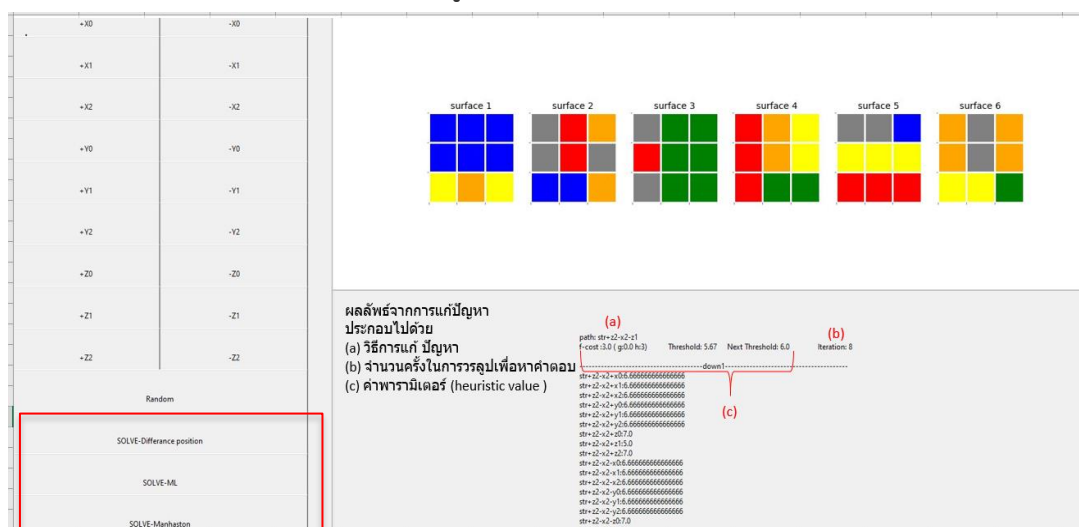 +X0 -X0
+X1 -X1
+X2 -X2
+Y0 -Y0
+Y1 -Y1
+Y2 -Y2
+Z0 -Z0
+Z1 -Z1
+Z2 -Z2
Random
SOLVE-Differance position
SOLVE-ML
SOLVE-Manhaston
surface 1 surface 2 surface 3 surface 4 surface 5 surface 6
ผลลัพธ์จากการแก้ปัญหา
ประกอบไปด้วย
(a) วิธีการแก้ ปัญหา
(b) จำนวนครั้งในการวรลูปเพื่อหาคำตอบ
(c) ค่าพารามิเตอร์ (heuristic value )
(a)
(b)
path: str+z2-x2-z1
f-cost :3.0 ( g:0.0 h:3) Threshold: 5.67 Next Threshold: 6.0 Iteration: 8
down1
(c)
str+z2-x2+x0:6.666666666666666
str+z2-x2+x1:6.666666666666666
str+z2-x2+x2:6.666666666666666
str+z2-x2+y0:6.666666666666666
str+z2-x2+y1:6.666666666666666
str+z2-x2+y2:6.666666666666666
str+z2-x2+z0:7.0
str+z2-x2+z1:5.0
str+z2-x2+z2:7.0
str+z2-x2-x0:6.666666666666666
str+z2-x2-x1:6.666666666666666
str+z2-x2-x2:6.666666666666666
str+z2-x2-y0:6.666666666666666
str+z2-x2-y1:6.666666666666666
str+z2-x2-y2:6.666666666666666
str+z2-x2-z0:7.0